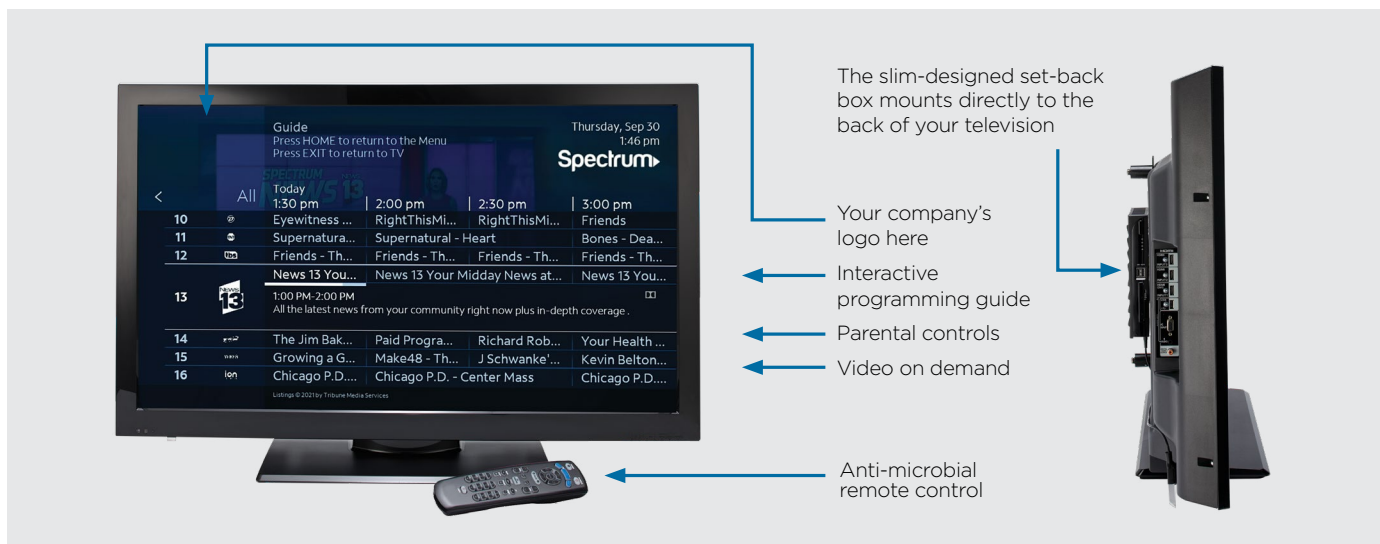 Guide
Press HOME to return to the Menu
Press EXIT to return to TV
Thursday, Sep 30
1:46 pm
Spectrum
SPECTRUM
NEWS 13
< All
Today
1:30 pm 2:00 pm 2:30 pm 3:00 pm
10 Eyewitness ... RightThisMi... RightThisMi... Friends
11 Supernatura... Supernatural - Heart Bones - Dea...
12 tbs Friends - Th... Friends - Th... Friends - Th... Friends - Th...
News 13 You... News 13 Your Midday News at... News 13 You...
13 News 13 1:00 PM-2:00 PM
All the latest news from your community right now plus in-depth coverage .
14 The Jim Bak... Paid Progra... Richard Rob... Your Health ...
15 Growing a G... Make48 - Th... J Schwanke'... Kevin Belton...
16 ion Chicago P.D.... Chicago P.D. - Center Mass Chicago P.D....
Listings © 2021 by Tribune Media Services
The slim-designed set-back
box mounts directly to the
back of your television
Your company's
logo here
Interactive
programming guide
Parental controls
Video on demand
Anti-microbial
remote control